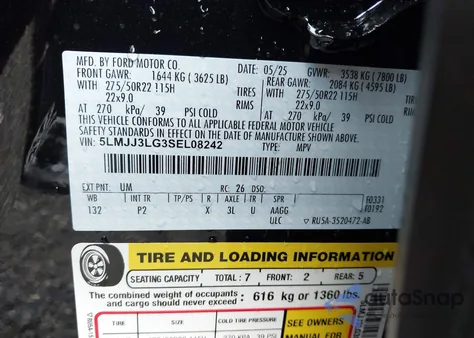 MFD. BY FORD MOTOR CO.
05/25 GVWR: 3538 KG (7800 LB)
FRONT GAWR: 1644 KG (3625 LB) REAR GAWR: 2084 KG (4595 LB)
WITH 275/50R22 115H TIRES WITH 275/50R22 115H
22x9.0 RIMS 22x9.0
AT 270 kPa/ 39 PSI COLD AT 270 kPa/ 39 PSI COLD
THIS VEHICLE CONFORMS TO ALL APPLICABLE FEDERAL MOTOR VEHICLE
SAFETY STANDARDS IN EFFECT ON THE DATE OF MANUFACTURE SHOWN ABOVE.
VIN: 5LMJJ3LG3SEL08242 TYPE: MPV
EXT PNT: UM RC: 26 DSO: F0331
WB INT TR TP/PS R AXLE TR SPR F0192
132 P2 X 3L U AAGG
ULC ▽ RU5A-3520472-AB
TIRE AND LOADING INFORMATION
SEATING CAPACITY TOTAL: 7 FRONT: 2 REAR: 5
The combined weight of occupants and cargo should never exceed: 616 kg or 1360 lbs.
COLD TIRE PRESSURE SEE OWNERS
autoSnap